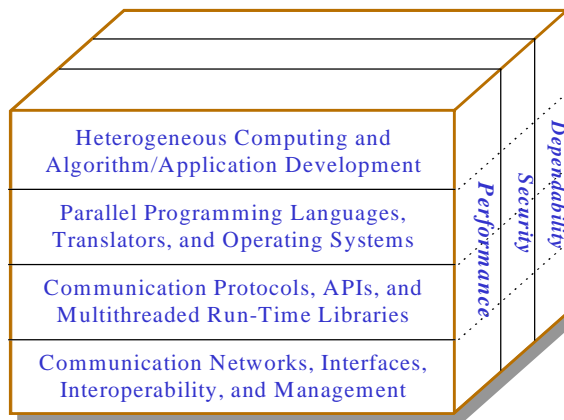 Heterogeneous Computing and
Algorithm/Application Development
Parallel Programming Languages,
Translators, and Operating Systems
Communication Protocols, APIs, and
Multithreaded Run-Time Libraries
Communication Networks, Interfaces,
Interoperability, and Management
Performance
Security
Dependability